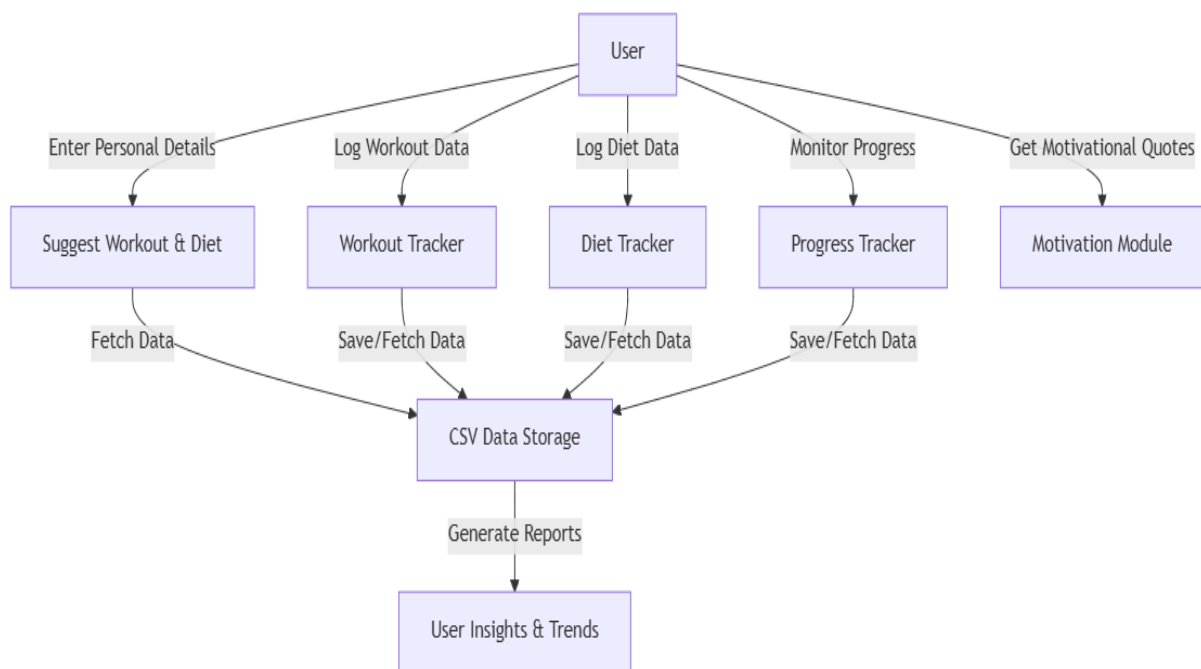 User
Enter Personal Details
Log Workout Data
Log Diet Data
Monitor Progress
Get Motivational Quotes
Suggest Workout & Diet
Workout Tracker
Diet Tracker
Progress Tracker
Motivation Module
Fetch Data
Save/Fetch Data
Save/Fetch Data
Save/Fetch Data
CSV Data Storage
Generate Reports
User Insights & Trends